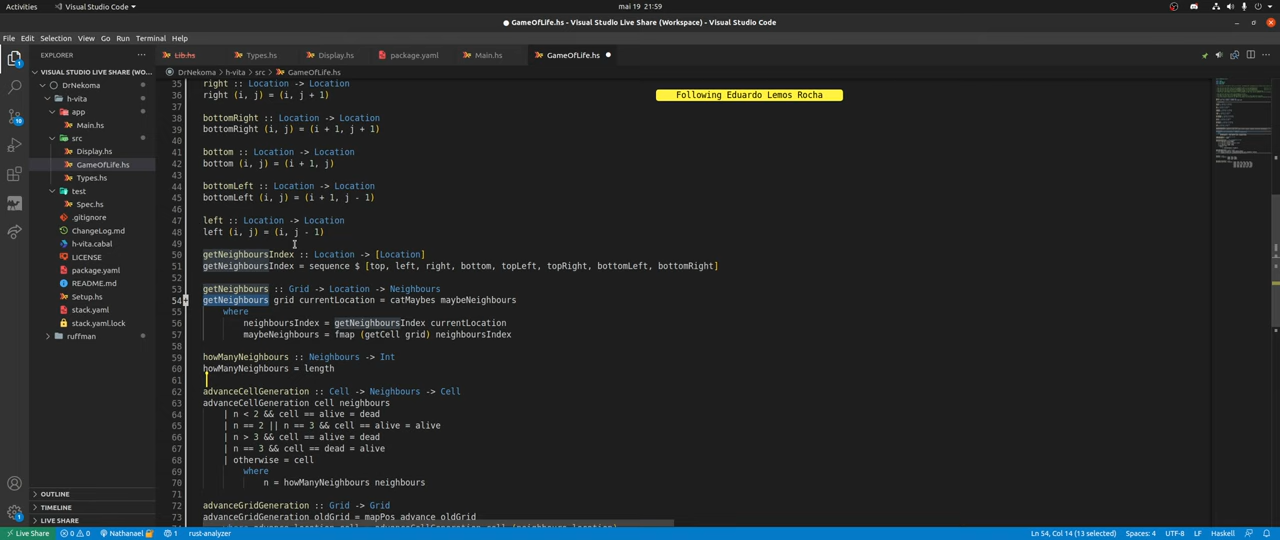 Activities
Visual Studio Code
mai 19 21:59
GameOfLife.hs - Visual Studio Live Share (Workspace) - Visual Studio Code
File Edit Selection View Go Run Terminal Help
EXPLORER
Lib.hs Types.hs Display.hs package.yaml Main.hs GameOfLife.hs
VISUAL STUDIO LIVE SHARE (WO...
DrNekoma > h-vita > src > GameOfLife.hs
DrNekoma
h-vita
app
Main.hs
src
Display.hs
GameOfLife.hs
Types.hs
test
Spec.hs
.gitignore
ChangeLog.md
h-vita.cabal
LICENSE
package.yaml
README.md
Setup.hs
stack.yaml
stack.yaml.lock
ruffman
OUTLINE
TIMELINE
LIVE SHARE
Following Eduardo Lemos Rocha
35 right :: Location -> Location
36 right (i, j) = (i, j + 1)
37
38 bottomRight :: Location -> Location
39 bottomRight (i, j) = (i + 1, j + 1)
40
41 bottom :: Location -> Location
42 bottom (i, j) = (i + 1, j)
43
44 bottomLeft :: Location -> Location
45 bottomLeft (i, j) = (i + 1, j - 1)
46
47 left :: Location -> Location
48 left (i, j) = (i, j - 1)
49
50 getNeighboursIndex :: Location -> [Location]
51 getNeighboursIndex = sequence $ [top, left, right, bottom, topLeft, topRight, bottomLeft, bottomRight]
52
53 getNeighbours :: Grid -> Location -> Neighbours
54 getNeighbours grid currentLocation = catMaybes maybeNeighbours
55 where
56 neighboursIndex = getNeighboursIndex currentLocation
57 maybeNeighbours = fmap (getCell grid) neighboursIndex
58
59 howManyNeighbours :: Neighbours -> Int
60 howManyNeighbours = length
61
62 advanceCellGeneration :: Cell -> Neighbours -> Cell
63 advanceCellGeneration cell neighbours
64 | n < 2 && cell == alive = dead
65 | n == 2 || n == 3 && cell == alive = alive
66 | n > 3 && cell == alive = dead
67 | n == 3 && cell == dead = alive
68 | otherwise = cell
69 where
70 n = howManyNeighbours neighbours
71
72 advanceGridGeneration :: Grid -> Grid
73 advanceGridGeneration oldGrid = mapPos advance oldGrid
Live Share 0 0 Nathanael 1 rust-analyzer
Ln 54, Col 14 (13 selected) Spaces: 4 UTF-8 LF Haskell